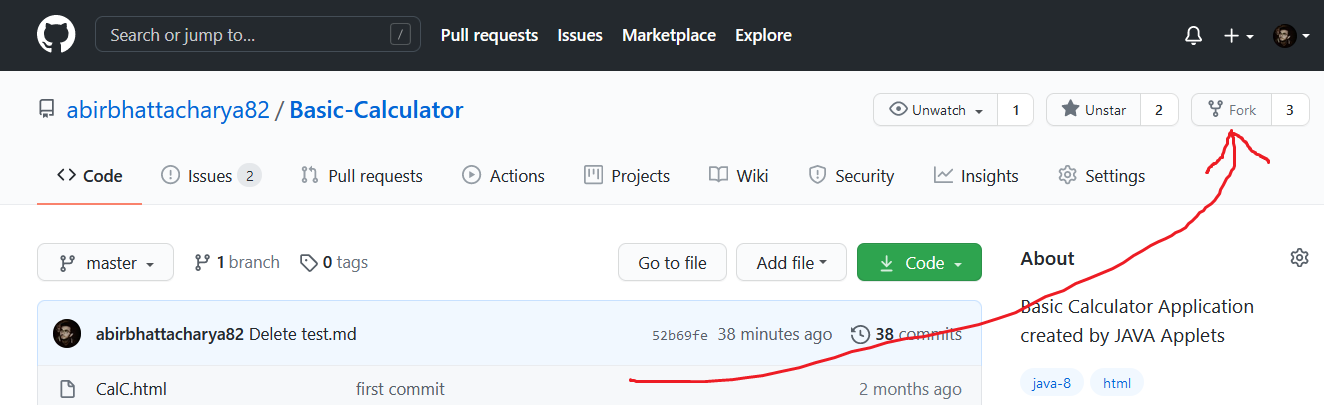 Search or jump to... / Pull requests Issues Marketplace Explore
abirbhattacharya82 / Basic-Calculator Unwatch 1 Unstar 2 Fork 3
Code Issues 2 Pull requests Actions Projects Wiki Security Insights Settings
master 1 branch 0 tags Go to file Add file Code About
Basic Calculator Application
created by JAVA Applets
abirbhattacharya82 Delete test.md 52b69fe 38 minutes ago 38 commits
java-8 html
CalC.html first commit 2 months ago